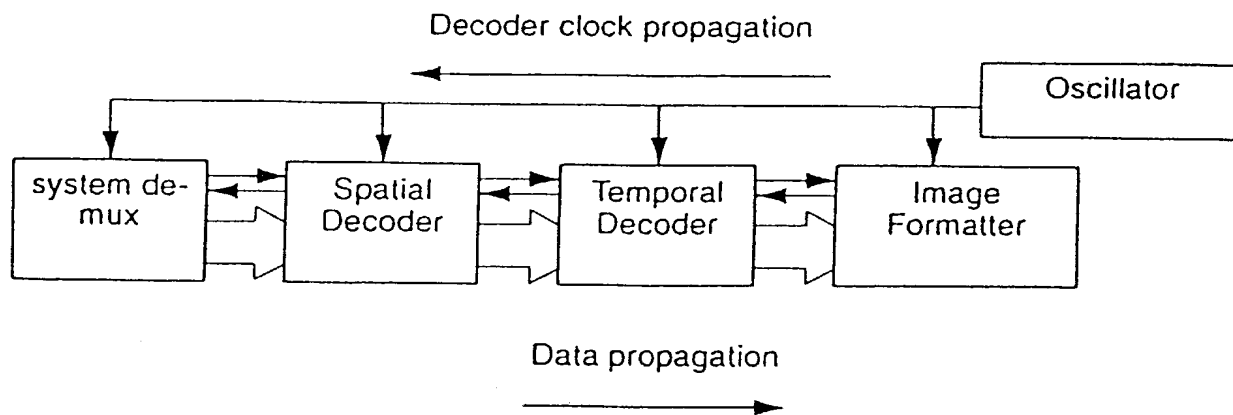 Decoder clock propagation
Oscillator
system de-
mux
Spatial
Decoder
Temporal
Decoder
Image
Formatter
Data propagation